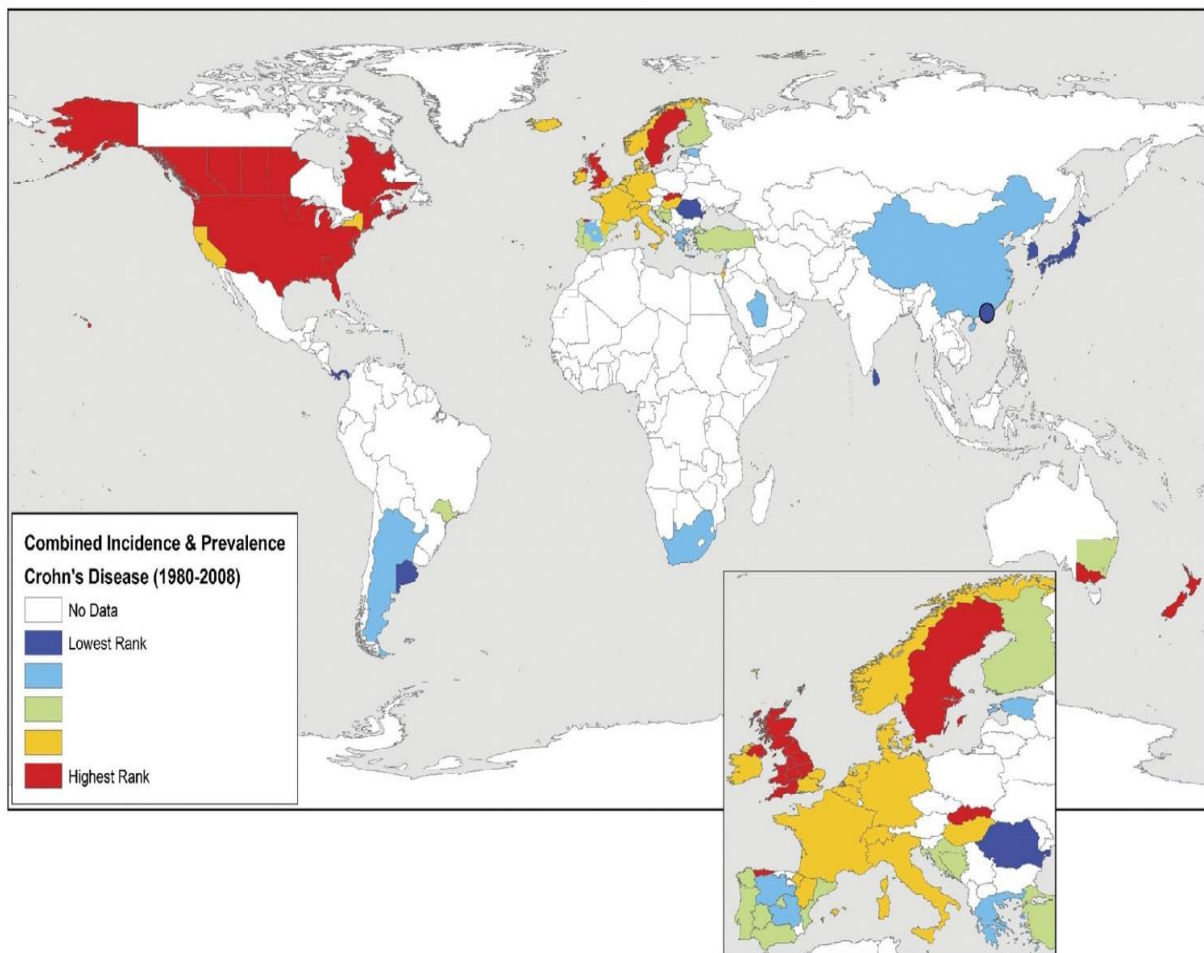 Combined Incidence & Prevalence
Crohn's Disease (1980-2008)
No Data
Lowest Rank
Highest Rank